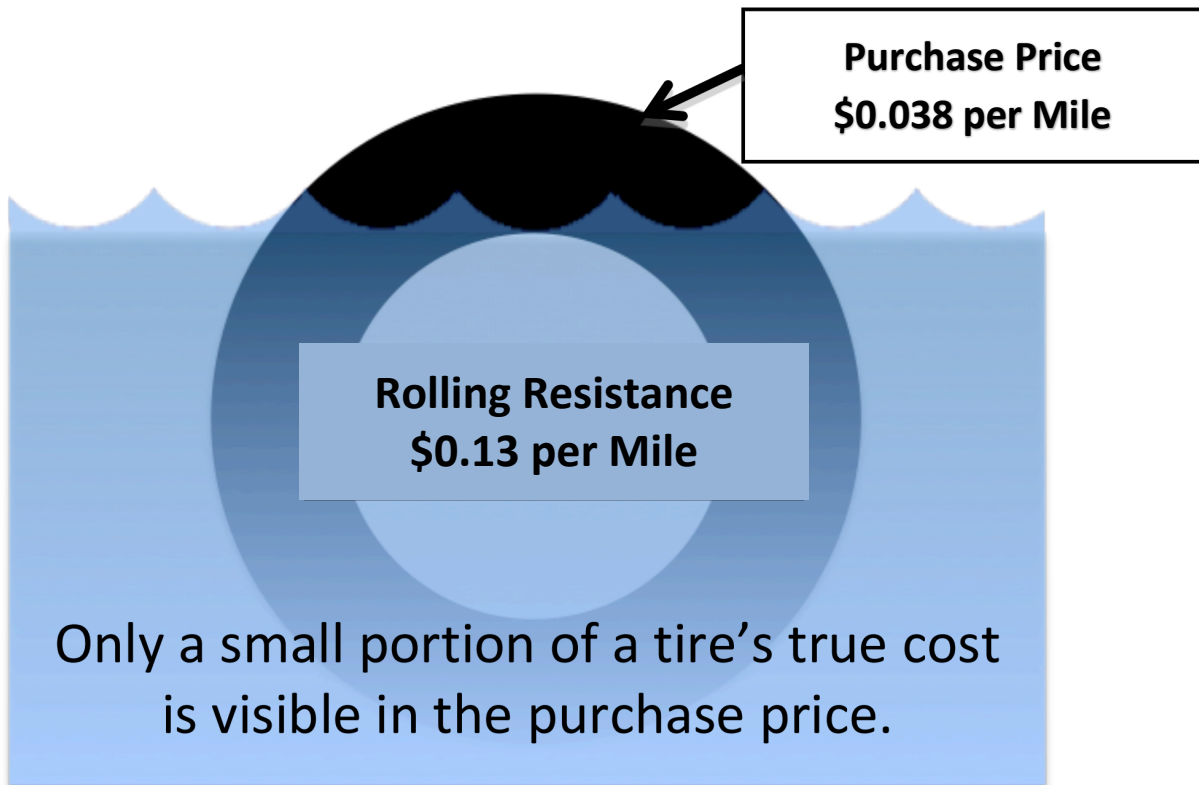 Purchase Price
$0.038 per Mile
Rolling Resistance
$0.13 per Mile
Only a small portion of a tire’s true cost
is visible in the purchase price.